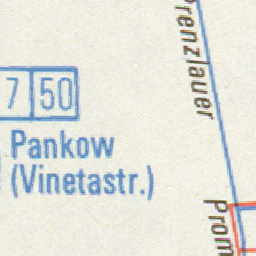 7 50
Pankow
(Vinetastr.)
Prenzlauer
Prom